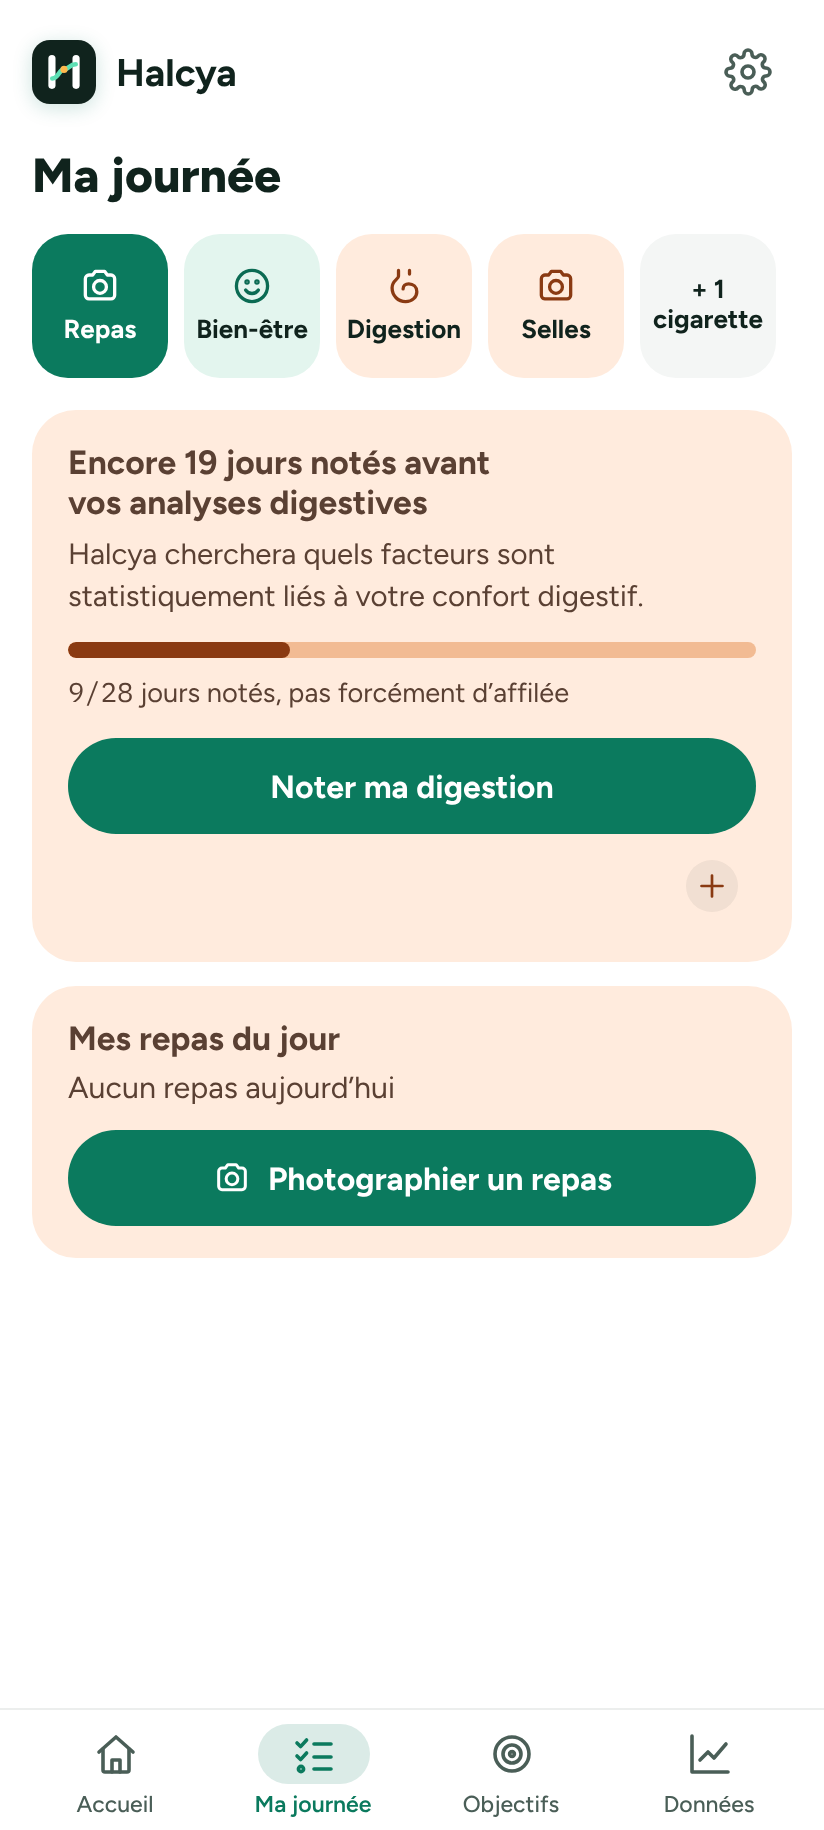 Halcya
Ma journée
Repas
Bien-être
Digestion
Selles
+ 1
cigarette
Encore 19 jours notés avant
vos analyses digestives
Halcya cherchera quels facteurs sont
statistiquement liés à votre confort digestif.
9/28 jours notés, pas forcément d’affilée
Noter ma digestion
Mes repas du jour
Aucun repas aujourd’hui
Photographier un repas
Accueil
Ma journée
Objectifs
Données